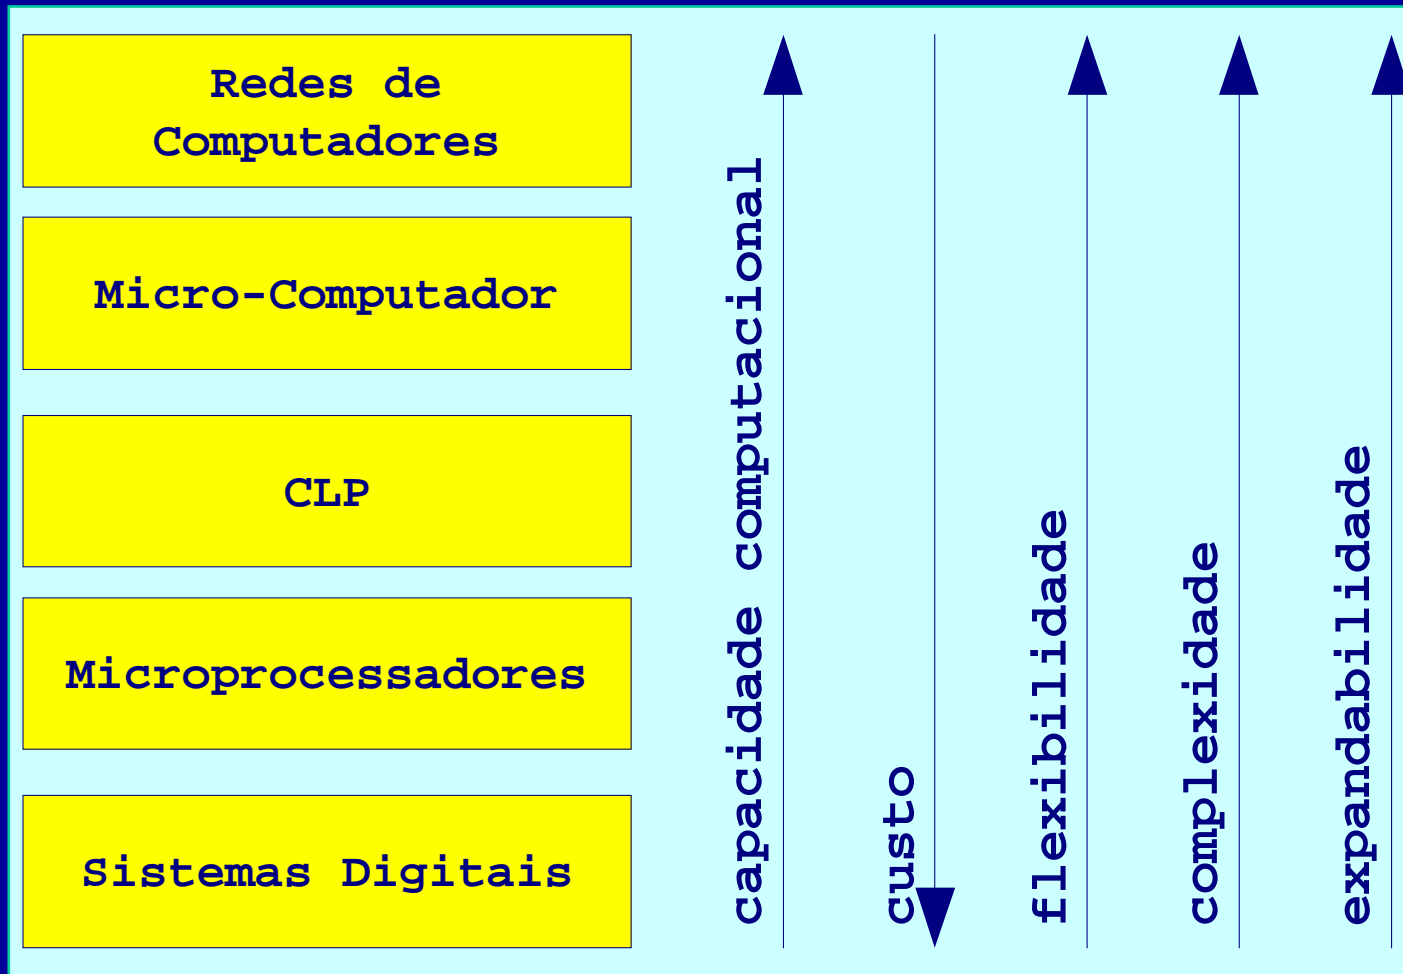 Redes de
Computadores
Micro-Computador
CLP
Microprocessadores
Sistemas Digitais
capacidade computacional
custo
flexibilidade
complexidade
expandabilidade